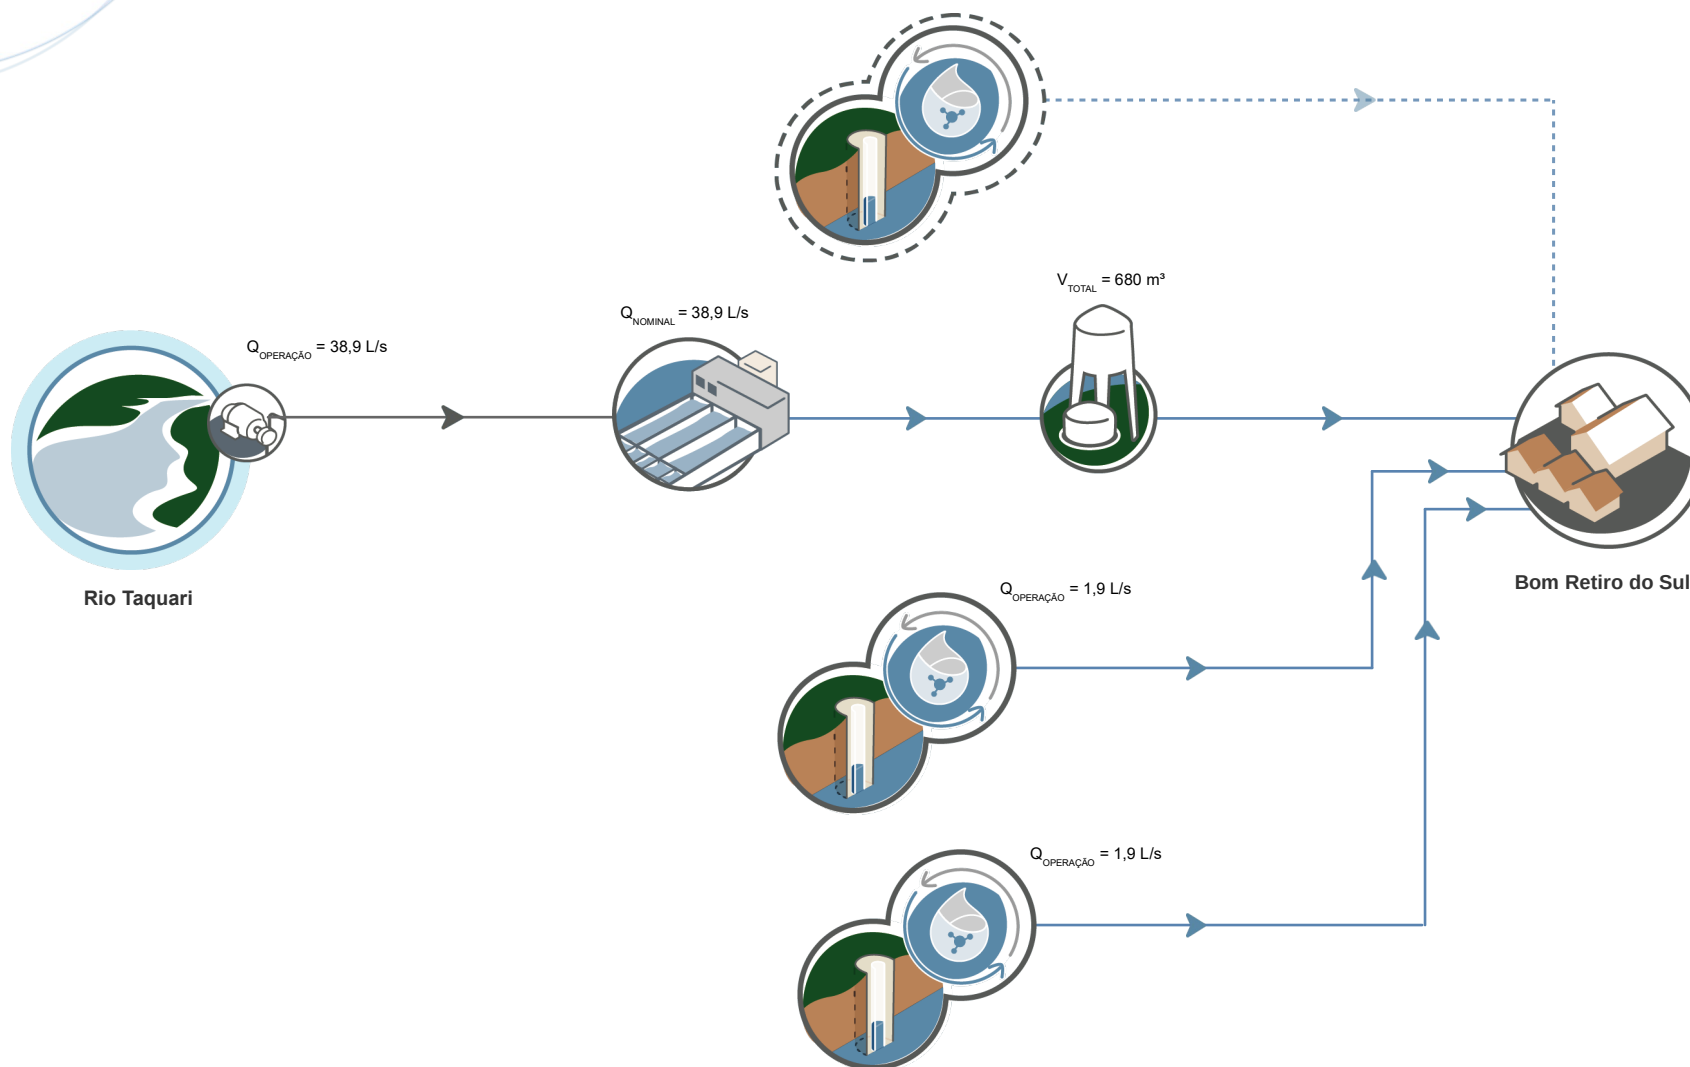 V_TOTAL = 680 m³
Q_NOMINAL = 38,9 L/s
Q_OPERAÇÃO = 38,9 L/s
Rio Taquari
Bom Retiro do Sul
Q_OPERAÇÃO = 1,9 L/s
Q_OPERAÇÃO = 1,9 L/s